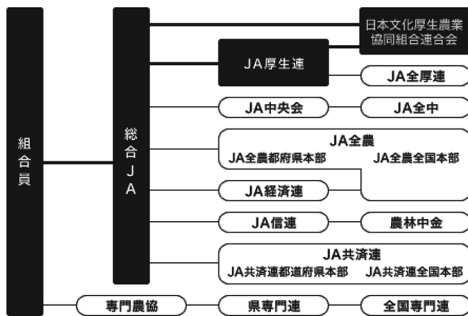 組合員
総合JA
日本文化厚生農業
協同組合連合会
JA厚生連
JA全厚連
JA中央会
JA全中
JA全農
JA全農都府県本部
JA全農全国本部
JA経済連
JA信連
農林中金
JA共済連
JA共済連都道府県本部
JA共済連全国本部
専門農協
県専門連
全国専門連